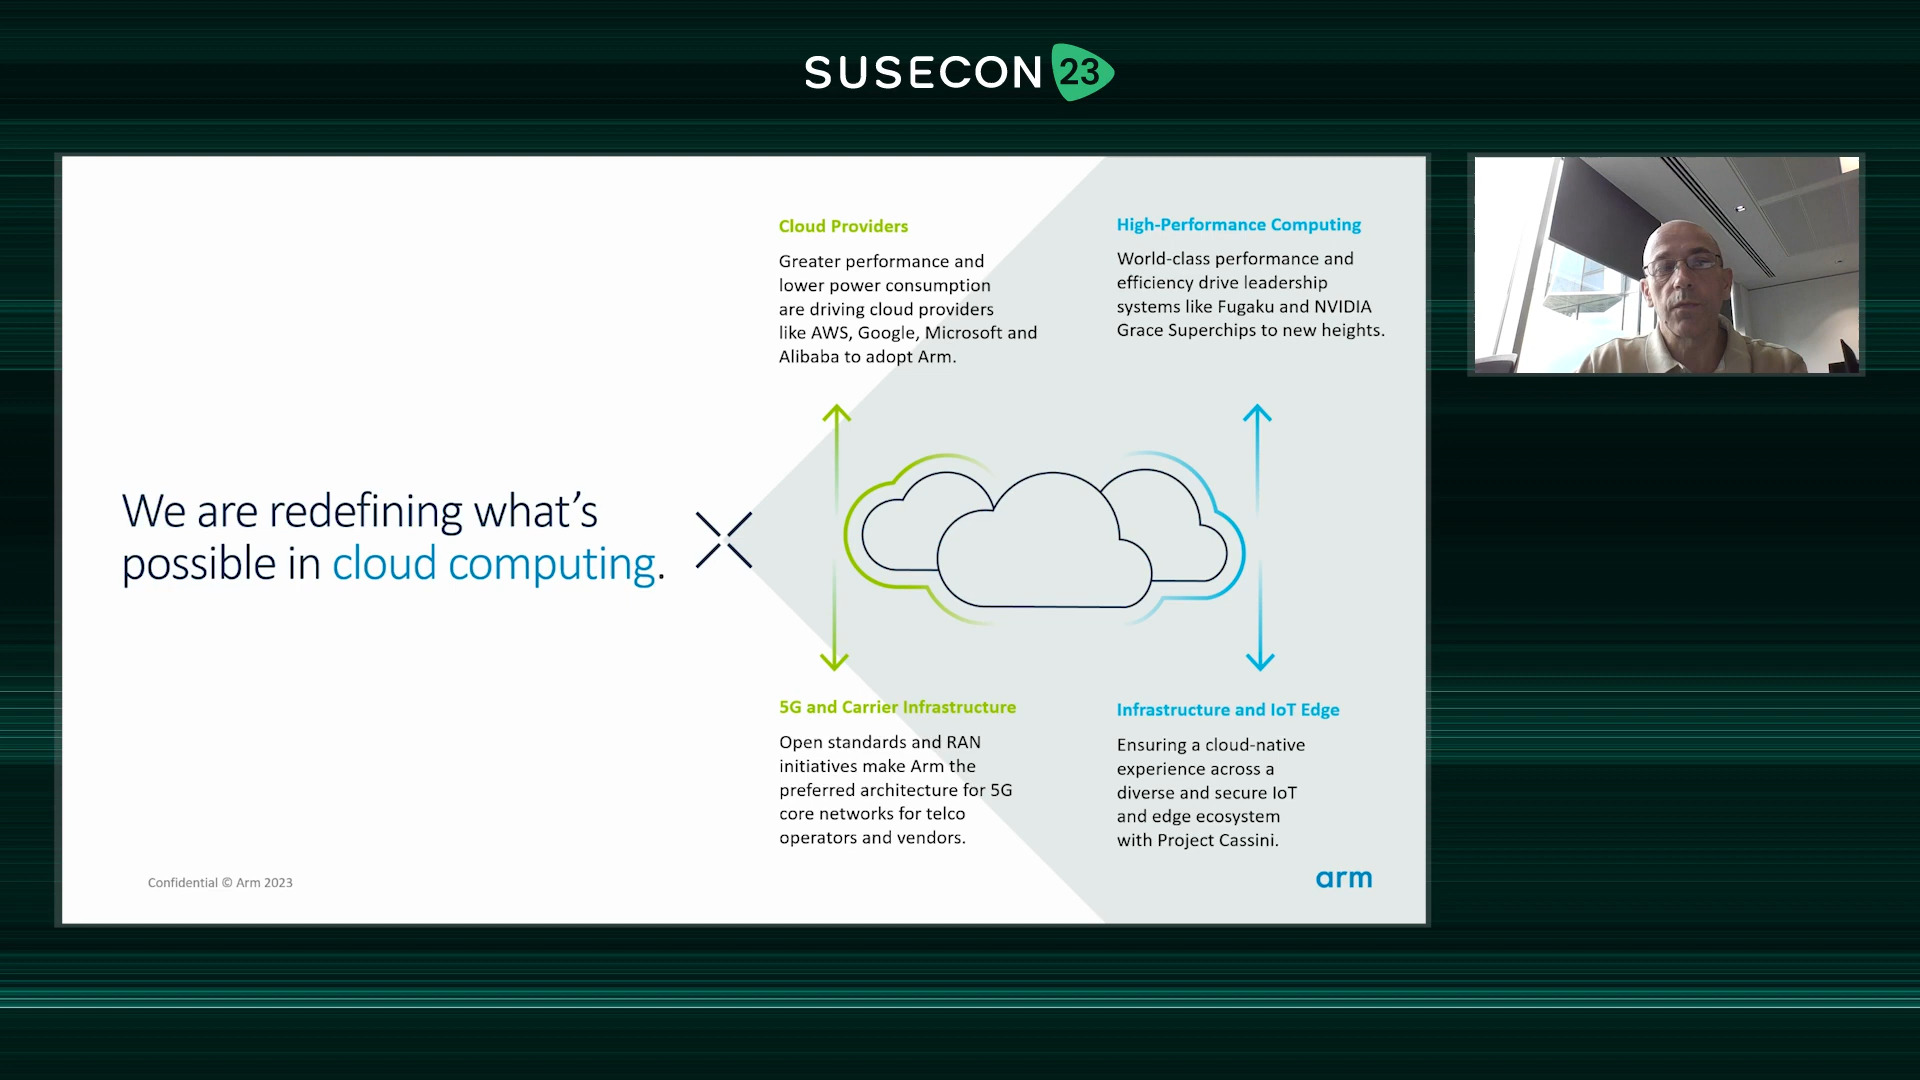 SUSECON 23
We are redefining what's
possible in cloud computing.
Cloud Providers
Greater performance and
lower power consumption
are driving cloud providers
like AWS, Google, Microsoft and
Alibaba to adopt Arm.
High-Performance Computing
World-class performance and
efficiency drive leadership
systems like Fugaku and NVIDIA
Grace Superchips to new heights.
5G and Carrier Infrastructure
Open standards and RAN
initiatives make Arm the
preferred architecture for 5G
core networks for telco
operators and vendors.
Infrastructure and IoT Edge
Ensuring a cloud-native
experience across a
diverse and secure IoT
and edge ecosystem
with Project Cassini.
Confidential © Arm 2023
arm